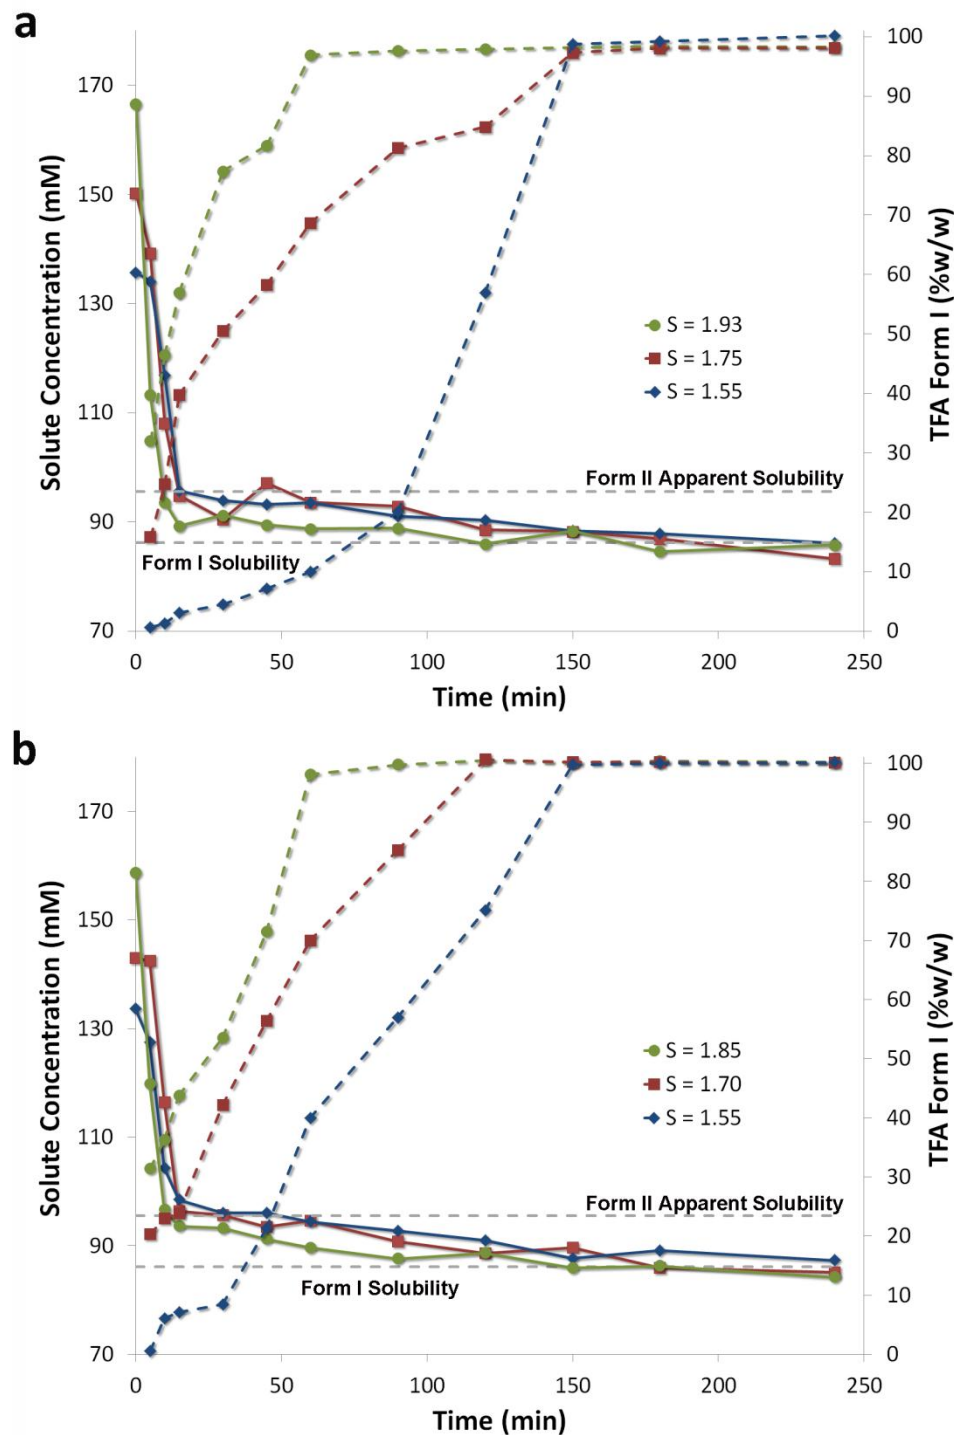 a
100
170
90
80
150
70
60
130
50
S = 1.93
S = 1.75
S = 1.55
40
110
30
Form II Apparent Solubility
20
90
Form I Solubility
10
70
0
0 50 100 150 200 250
Time (min)
Solute Concentration (mM)
TFA Form I (%w/w)
b
100
170
90
80
150
70
60
130
50
S = 1.85
S = 1.70
S = 1.55
40
110
30
Form II Apparent Solubility
20
90
Form I Solubility
10
70
0
0 50 100 150 200 250
Time (min)
Solute Concentration (mM)
TFA Form I (%w/w)